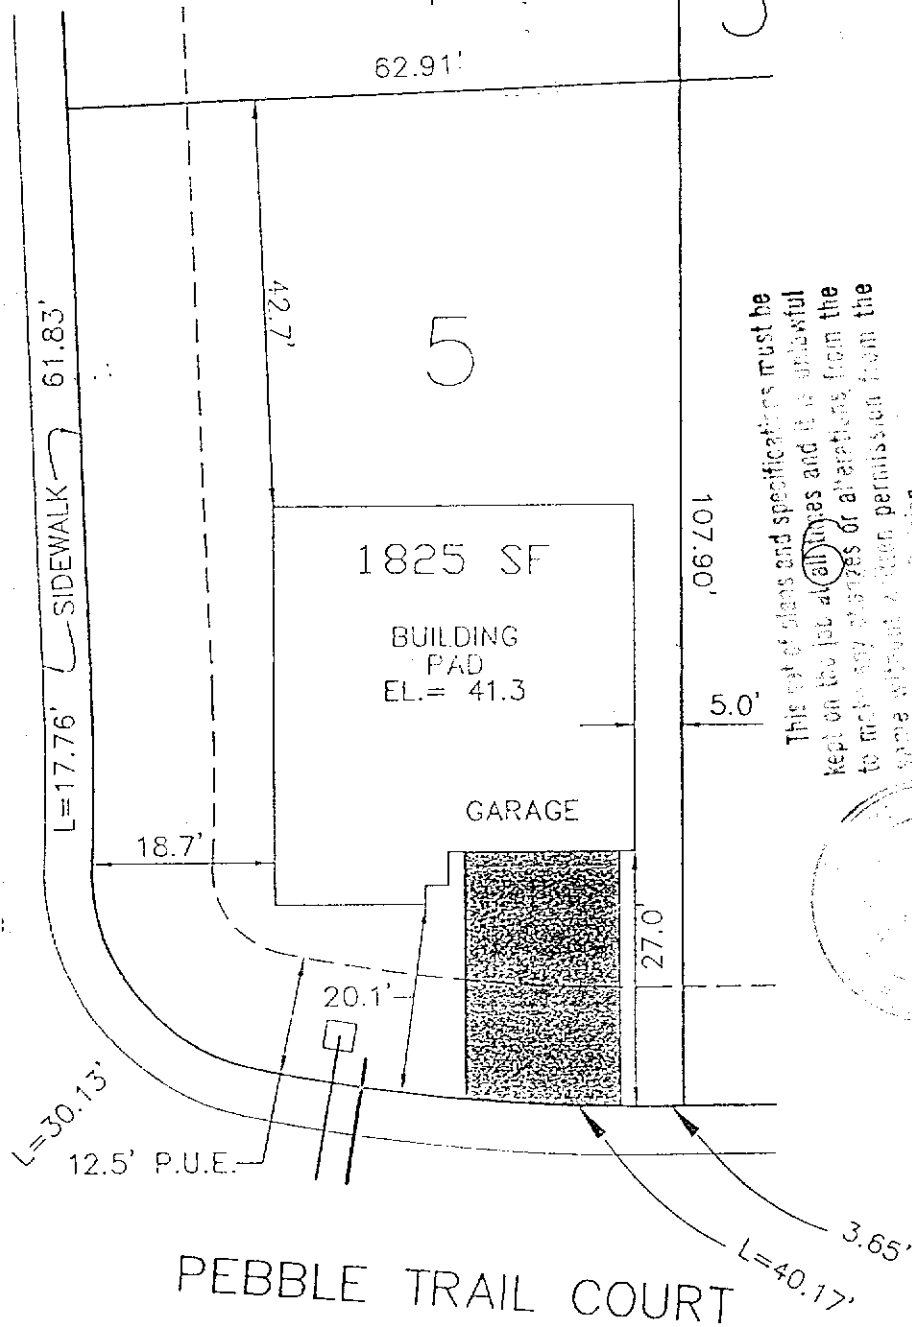 62.91'
42.7'
5
61.83'
SIDEWALK
L=17.76'
1825 SF
BUILDING
PAD
EL.= 41.3
107.90'
5.0'
GARAGE
18.7'
27.0'
20.1'
L=30.13'
12.5' P.U.E.
3.65'
L=40.17'
PEBBLE TRAIL COURT
This set of plans and specifications must be
kept on the job at all times and it is unlawful
to make any changes or alterations from the
same without written permission from the